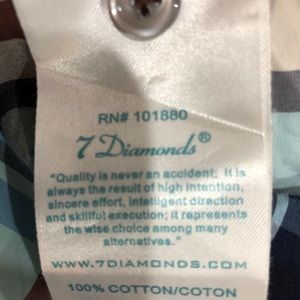 RN# 101880
7 Diamonds®
"Quality is never an accident; it is
always the result of high intention,
sincere effort, intelligent direction
and skillful execution; it represents
the wise choice among many
alternatives."
WWW.7DIAMONDS.COM
100% COTTON/COTON